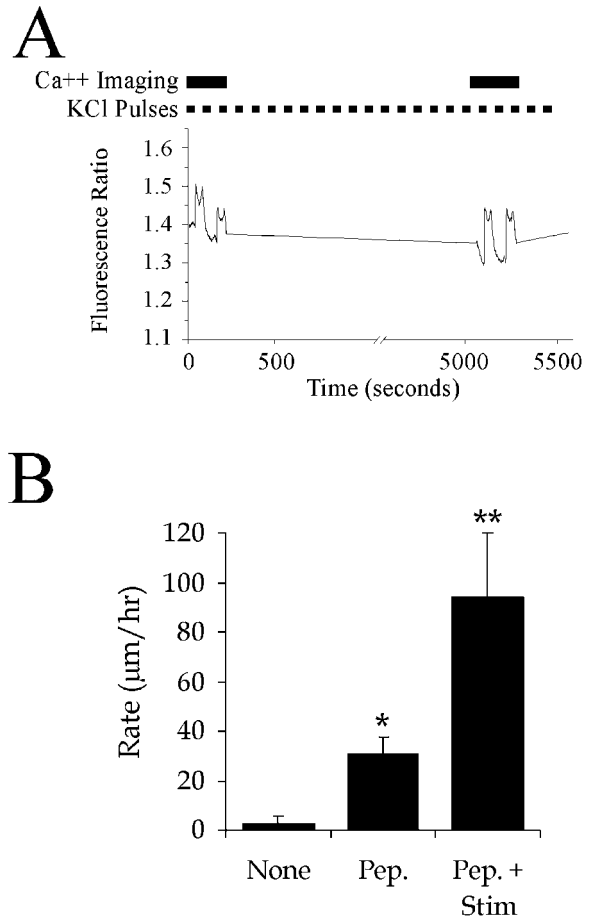 A
Ca++ Imaging
KCl Pulses
Fluorescence Ratio
1.6
1.5
1.4
1.3
1.2
1.1
0
500
5000
5500
Time (seconds)
B
Rate (μm/hr)
120
100
80
60
40
20
0
*
**
None
Pep.
Pep. +
Stim